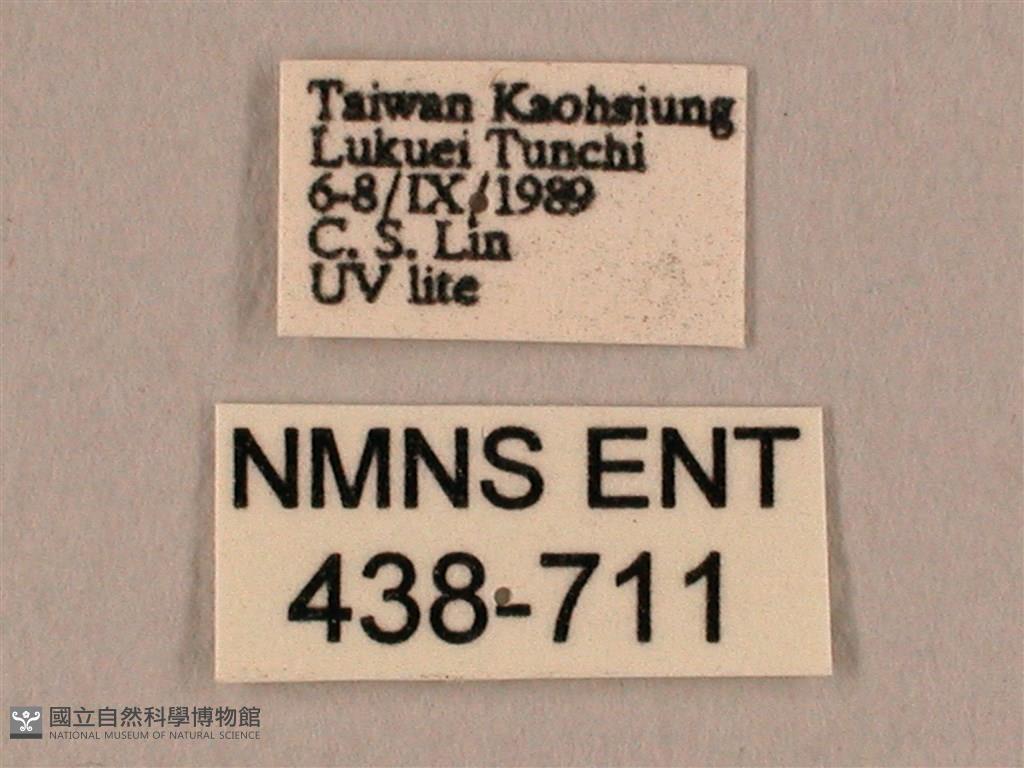 Taiwan Kaohsiung
Lukuei Tunchi
6-8/IX/1989
C. S. Lin
UV lite
NMNS ENT
438-711
國立自然科學博物館
NATIONAL MUSEUM OF NATURAL SCIENCE